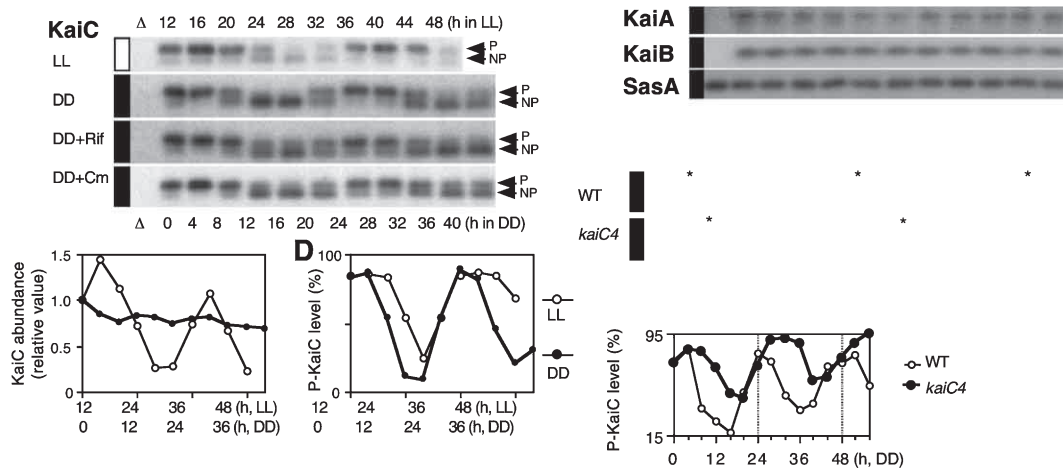 KaiC
Δ 12 16 20 24 28 32 36 40 44 48 (h in LL)
LL
P
NP
DD
P
NP
DD+Rif
P
NP
DD+Cm
P
NP
Δ 0 4 8 12 16 20 24 28 32 36 40 (h in DD)
KaiC abundance
(relative value)
1.5
1.0
0.5
0
12 24 36 48 (h, LL)
0 12 24 36 (h, DD)
D
P-KaiC level (%)
100
0
12 24 36 48 (h, LL)
0 12 24 36 (h, DD)
LL
DD
KaiA
KaiB
SasA
WT
* * *
kaiC4
* *
P-KaiC level (%)
95
15
0 12 24 36 48 (h, DD)
WT
kaiC4